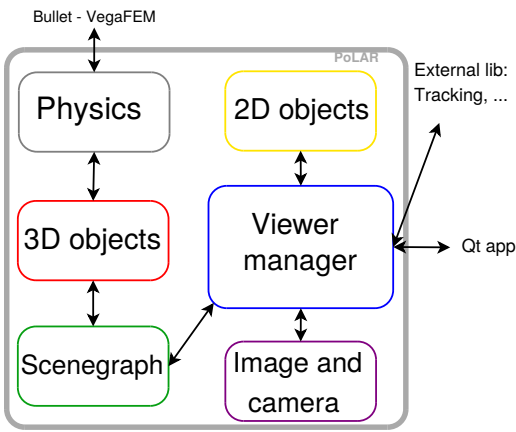 Bullet - VegaFEM
PoLAR
External lib:
Tracking, ...
Physics
2D objects
3D objects
Viewer
manager
Qt app
Scenegraph
Image and
camera